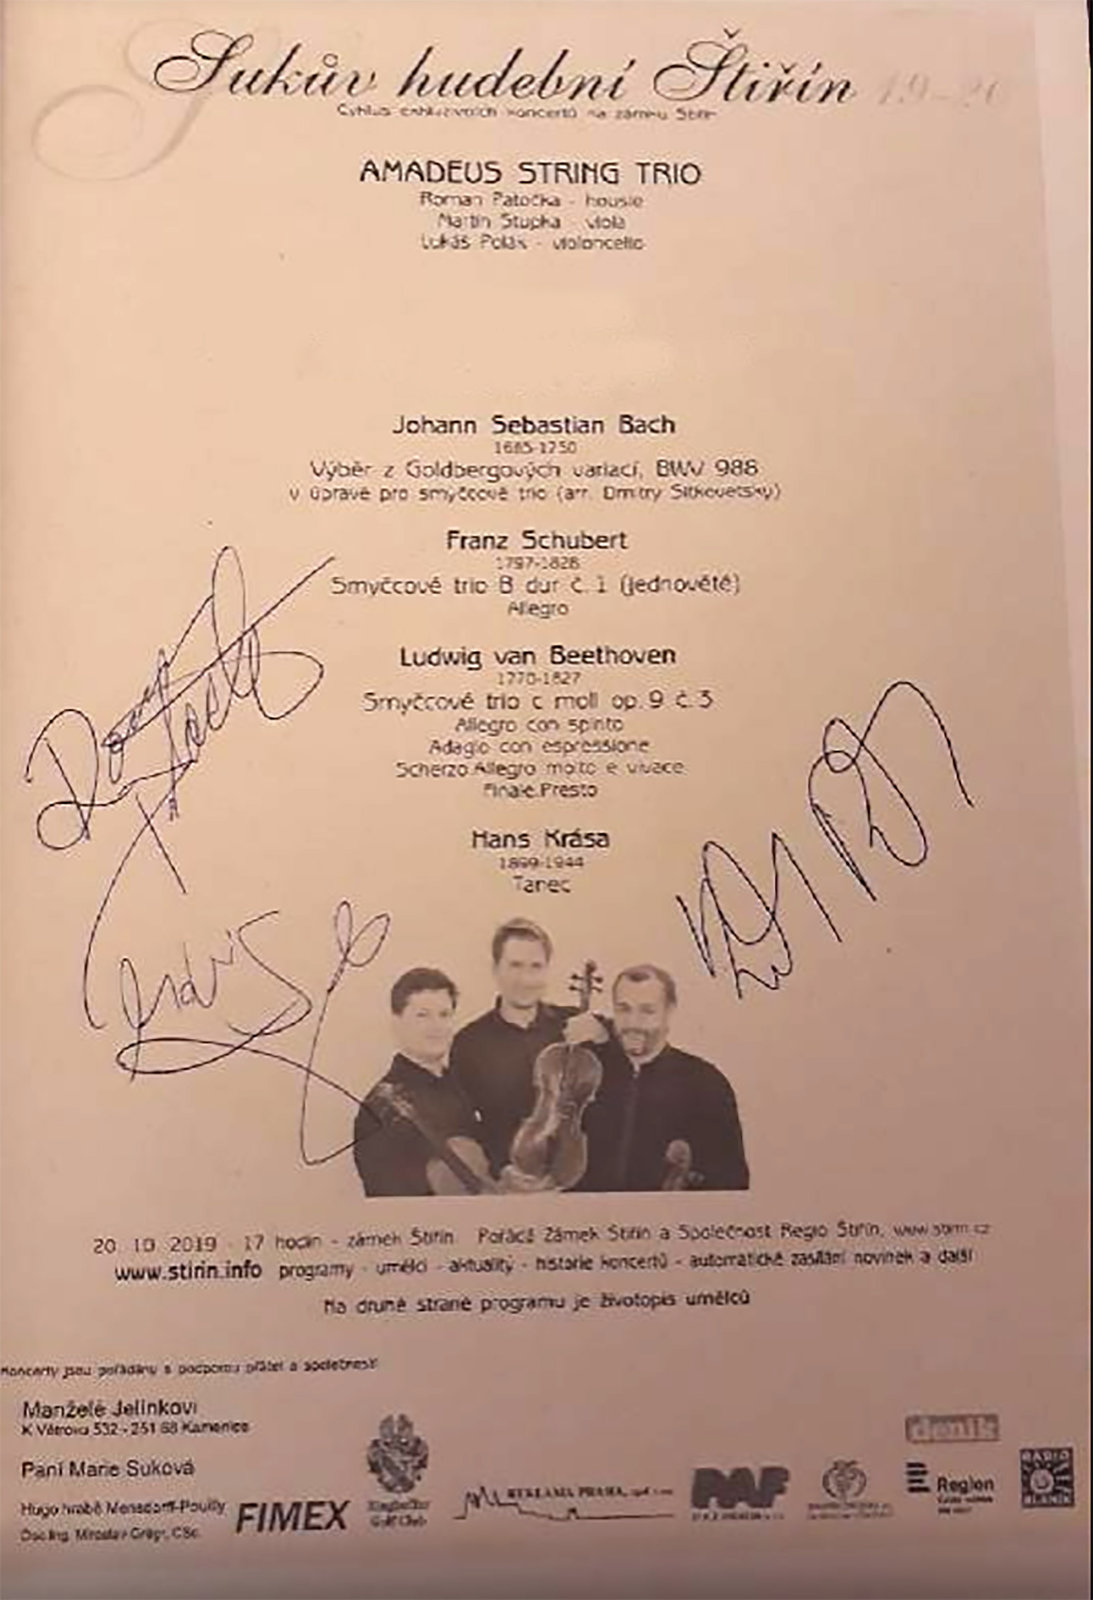 Sukův hudební Štiřín 19-20
Cyklus exkluzivních koncertů na zámku Štiřín
AMADEUS STRING TRIO
Roman Patočka - housle
Martin Stupka - viola
Lukáš Polák - violoncello
Johann Sebastian Bach
1685-1750
Výběr z Goldbergových variací, BWV 988
v úpravě pro smyčcové trio (arr. Dmitry Sitkovetsky)
Franz Schubert
1797-1828
Smyčcové trio B dur č. 1 (jednověté)
Allegro
Ludwig van Beethoven
1770-1827
Smyčcové trio c moll op. 9 č. 3
Allegro con spirito
Adagio con espressione
Scherzo.Allegro molto e vivace
Finale.Presto
Hans Krása
1899-1944
Tanec
20 10 2019 - 17 hodin - zámek Štiřín Pořádá Zámek Štiřín a Společnost Regio Štiřín, www.stirin.cz
www.stirin.info programy - umělci - aktuality - historie koncertů - automatické zasílání novinek a další
Na druhé straně programu je životopis umělců
Koncerty jsou pořádány s podporou přátel a společností
Manželé Jelínkovi
K Větrovu 532 - 251 68 Kamenice
Paní Marie Suková
Hugo hrabě Mensdorff-Pouilly
Doc. Ing. Miroslav Grégr, CSc.
FIMEX
Golf Club
REKLAMA PRAHA, spol. s r.o.
PAF
deník
Region
RADIO